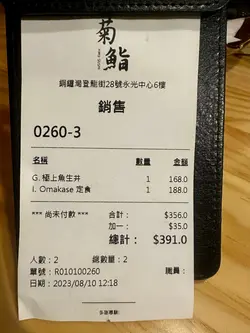 菊
鮨
銅鑼灣登龍街28號永光中心6樓
銷售
0260-3
名稱 數量 金額
G. 極上魚生丼 1 168.0
I. Omakase 定食 1 188.0
*** 尚未付款 *** 合計： $356.0
加一： $35.0
總計： $391.0
人數：2 總數量：2
單號：R010100260 職員：
日期：2023/08/10 12:18